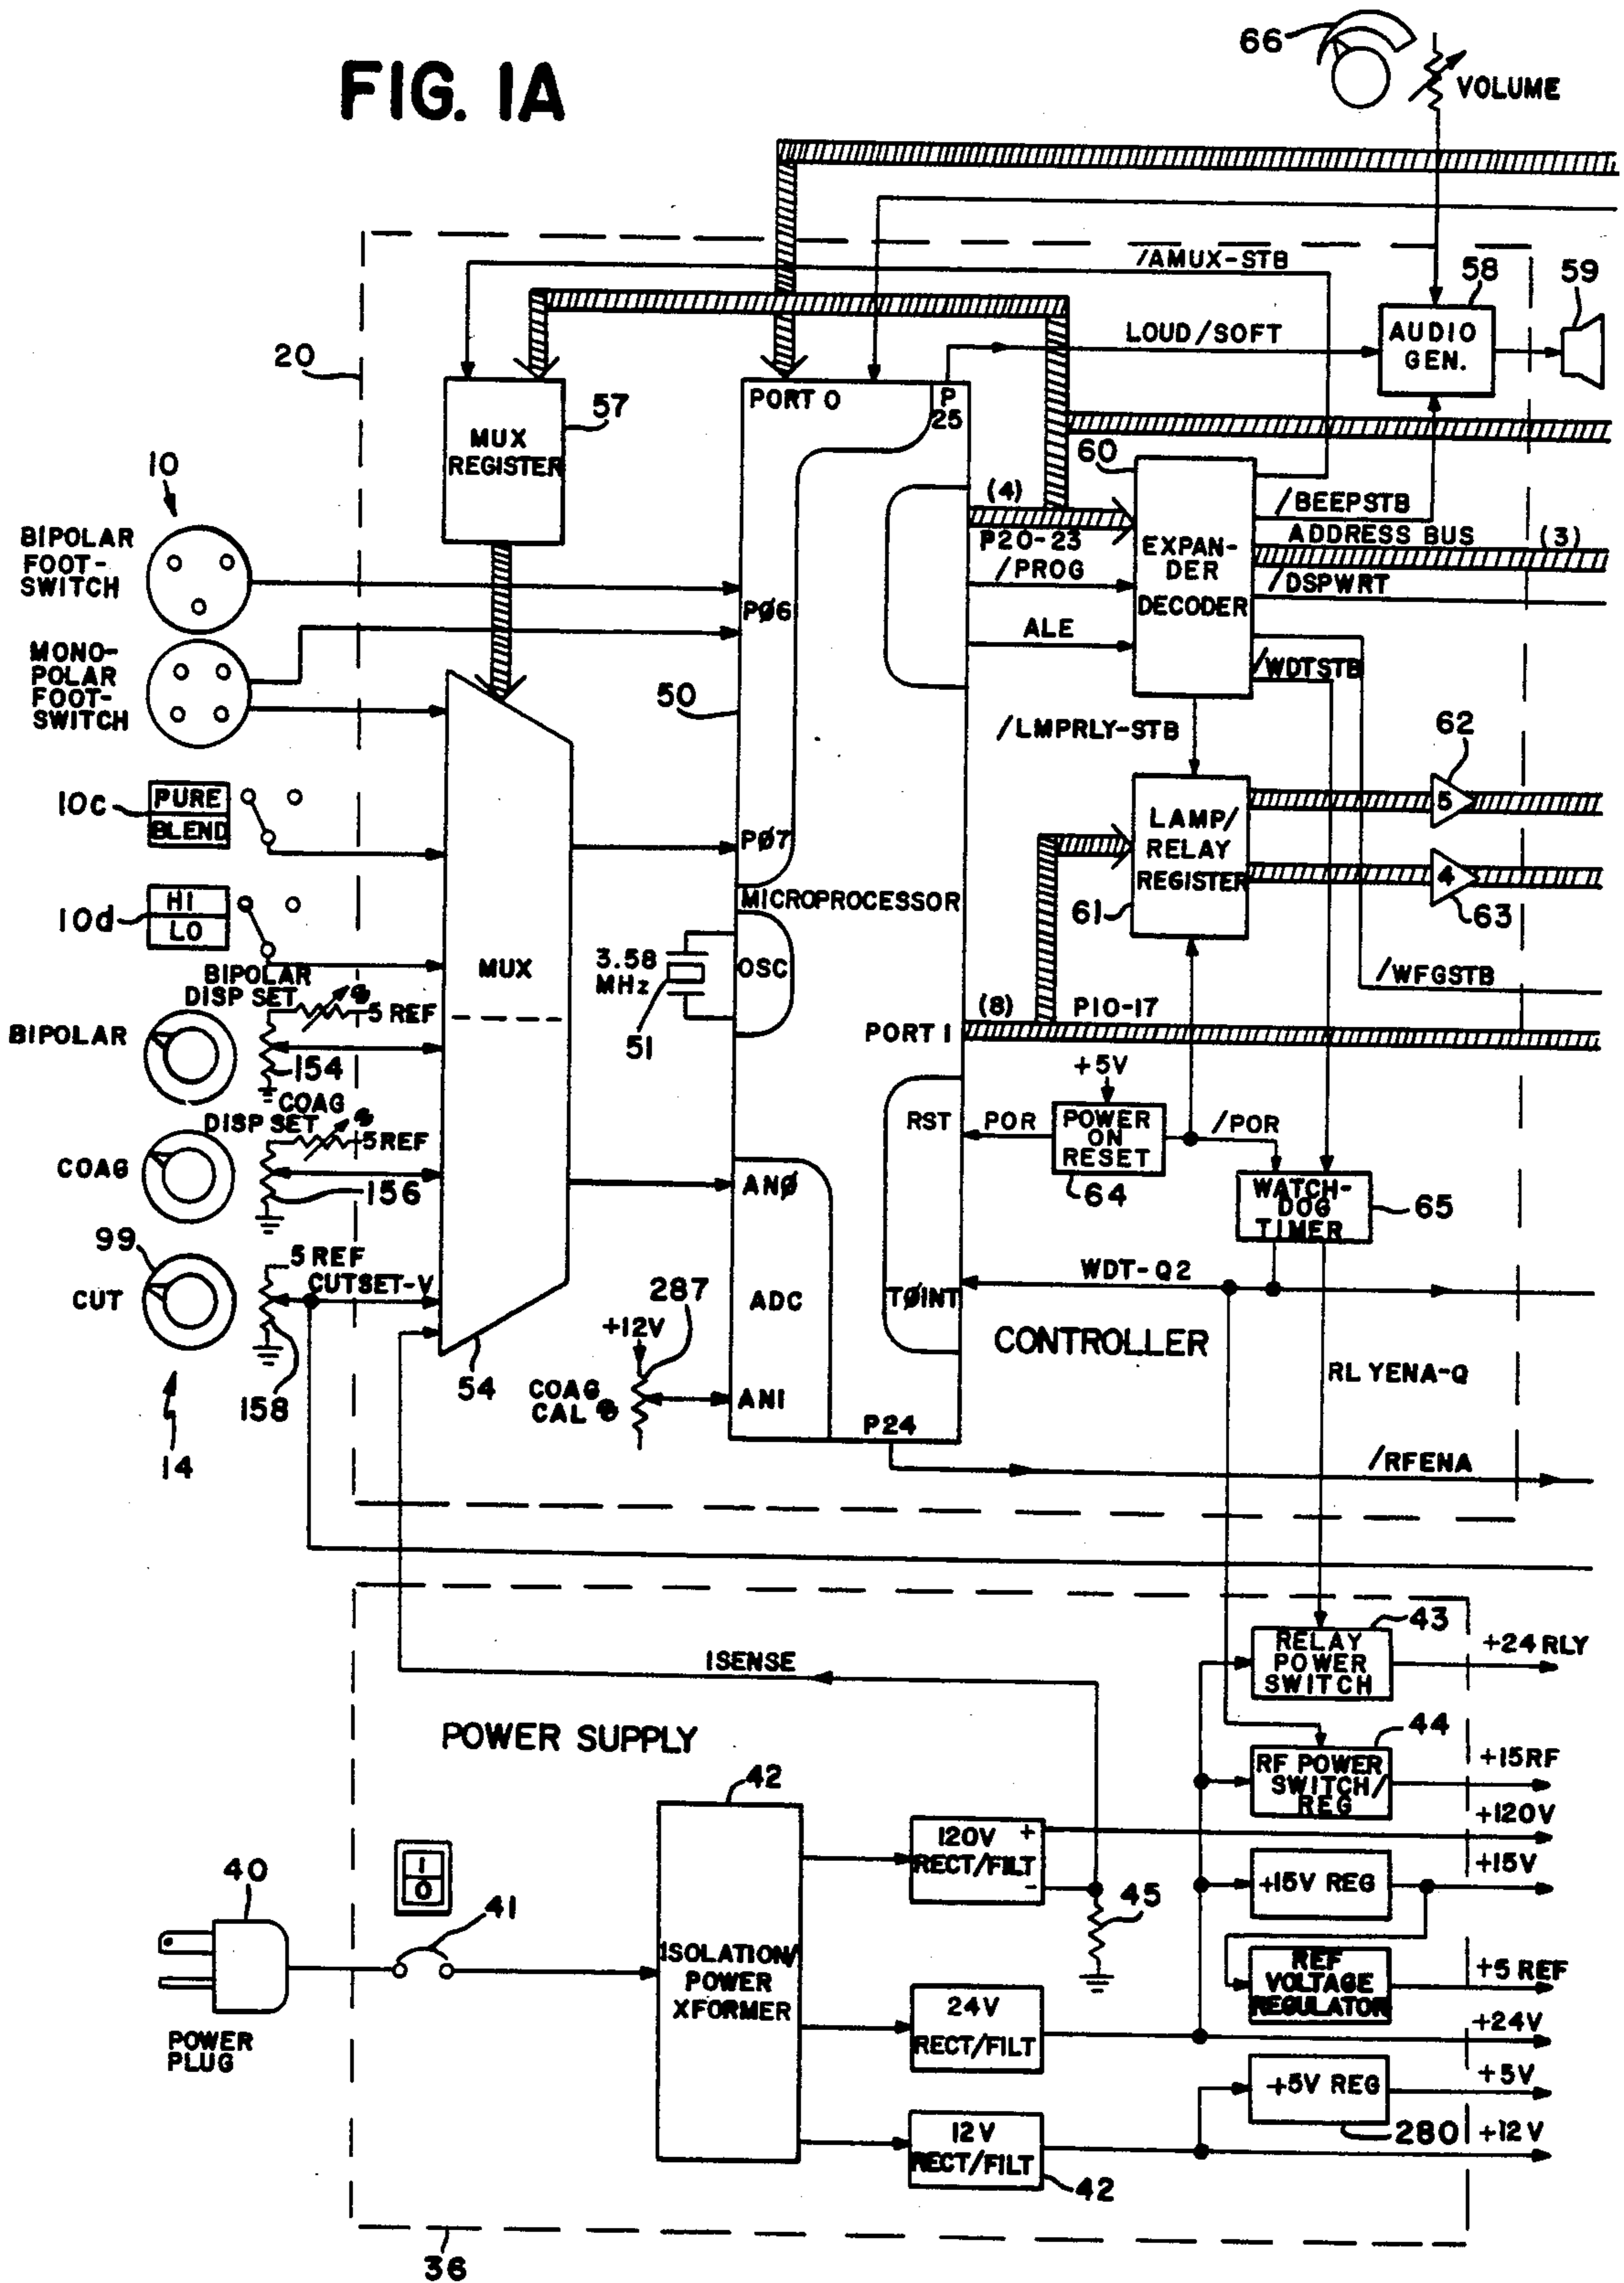 FIG. 1A
66
VOLUME
/AMUX-STB
58
59
LOUD/SOFT
AUDIO
GEN.
20
PORT 0
P
25
57
MUX
REGISTER
10
60
(4)
/BEEPSTB
BIPOLAR
FOOT-
SWITCH
P20-23
EXPAN-
DER
DECODER
ADDRESS BUS
(3)
/PROG
/DSPWRT
PØ6
ALE
MONO-
POLAR
FOOT-
SWITCH
/WDTSTB
50
/LMPRLY-STB
62
10c
PURE
BLEND
5
LAMP/
RELAY
REGISTER
PØ7
4
10d
HI
LO
MICROPROCESSOR
61
63
MUX
3.58
MHz
OSC
/WFGSTB
BIPOLAR
DISP SET
5 REF
(8)
P10-17
BIPOLAR
51
PORT 1
154
+5V
COAG
DISP SET
5 REF
RST
POR
POWER
ON
RESET
/POR
COAG
156
ANØ
64
WATCH-
DOG
TIMER
65
99
5 REF
CUTSET-V
WDT-Q2
CUT
287
ADC
TØINT
+12V
CONTROLLER
54
COAG
CAL
AN1
RLYENA-Q
158
P24
14
/RFENA
43
ISENSE
RELAY
POWER
SWITCH
+24 RLY
POWER SUPPLY
44
42
RF POWER
SWITCH/
REG
+15RF
+120V
120V
RECT/FILT
+
-
+15V
40
1
0
+15V REG
41
45
ISOLATION/
POWER
XFORMER
REF
VOLTAGE
REGULATOR
+5 REF
24V
RECT/FILT
+24V
POWER
PLUG
+5V REG
+5V
12V
RECT/FILT
280
+12V
42
36